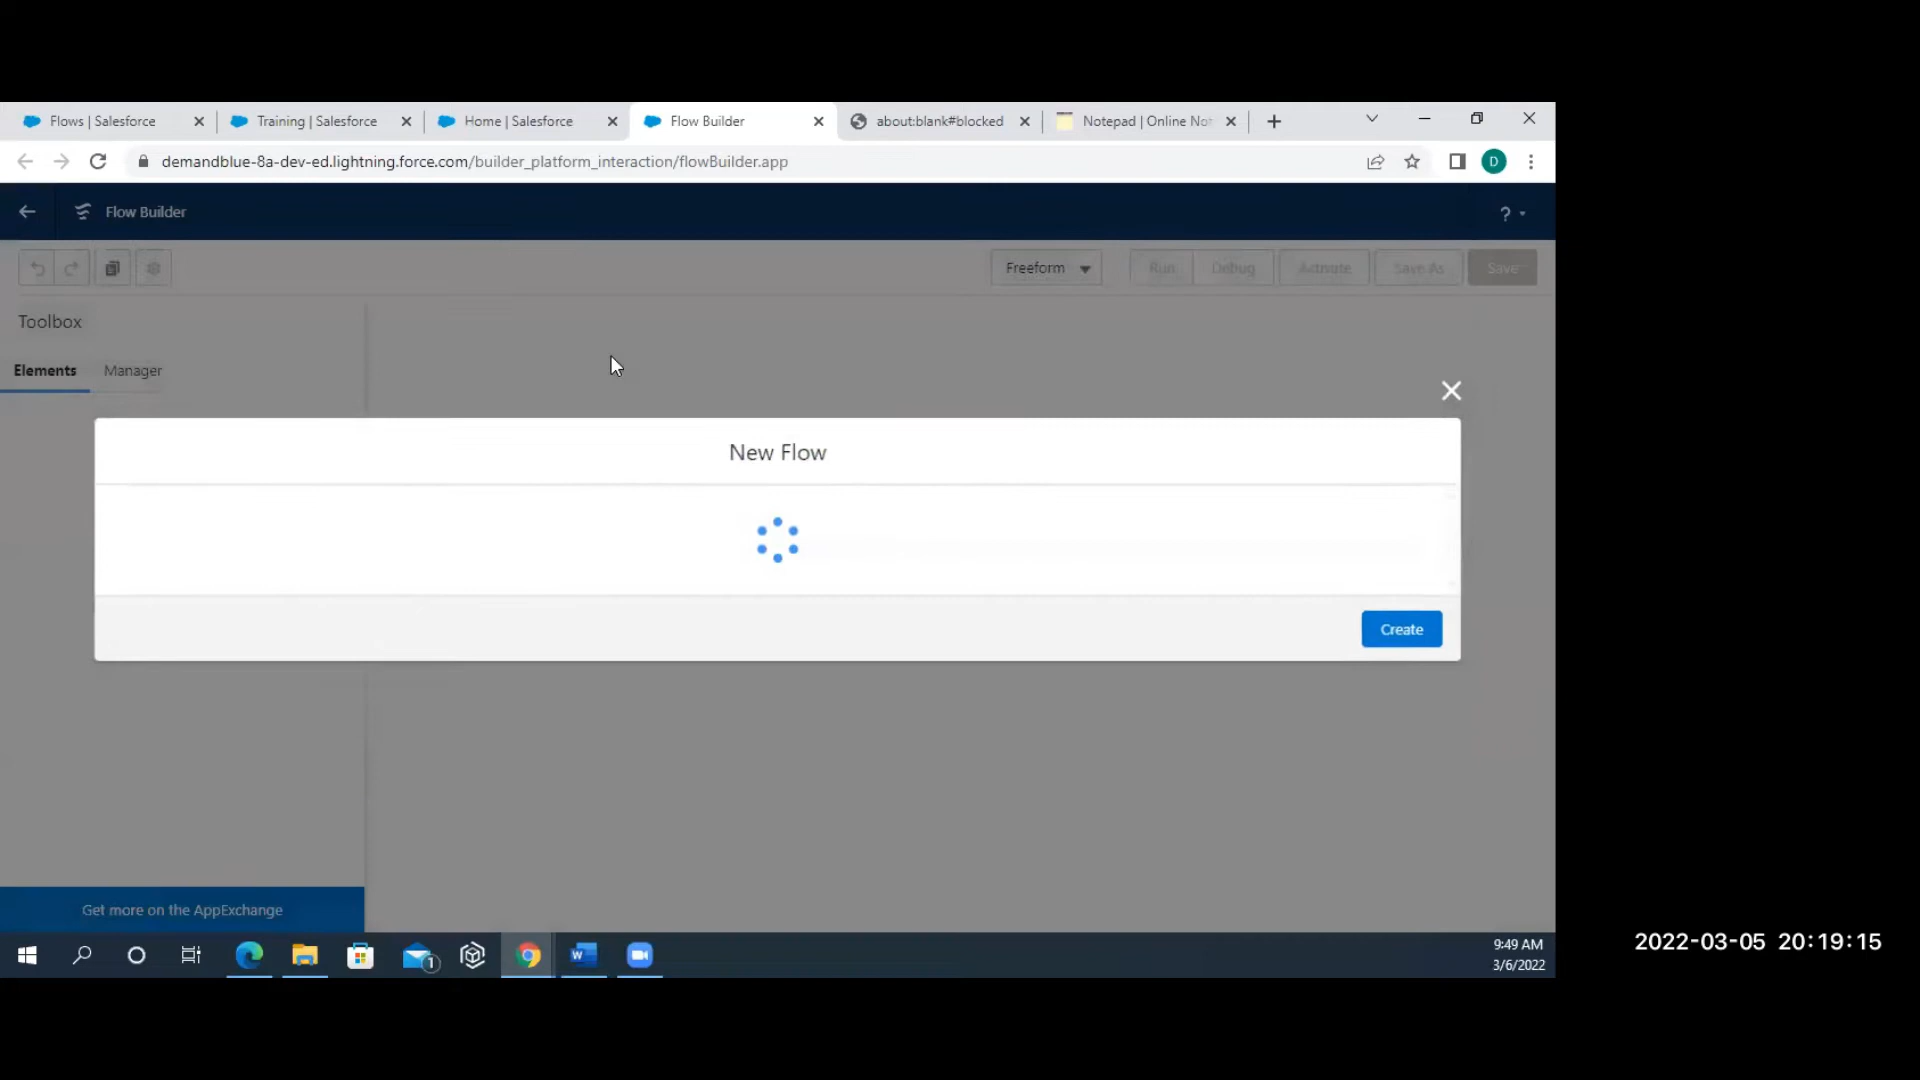 Flows | Salesforce
Training | Salesforce
Home | Salesforce
Flow Builder
about:blank#blocked
Notepad | Online Not
demandblue-8a-dev-ed.lightning.force.com/builder_platform_interaction/flowBuilder.app
D
Flow Builder
?
Freeform
Run
Debug
Activate
Save As
Save
Toolbox
Elements
Manager
New Flow
Create
Get more on the AppExchange
1
W
9:49 AM
3/6/2022
2022-03-05 20:19:15